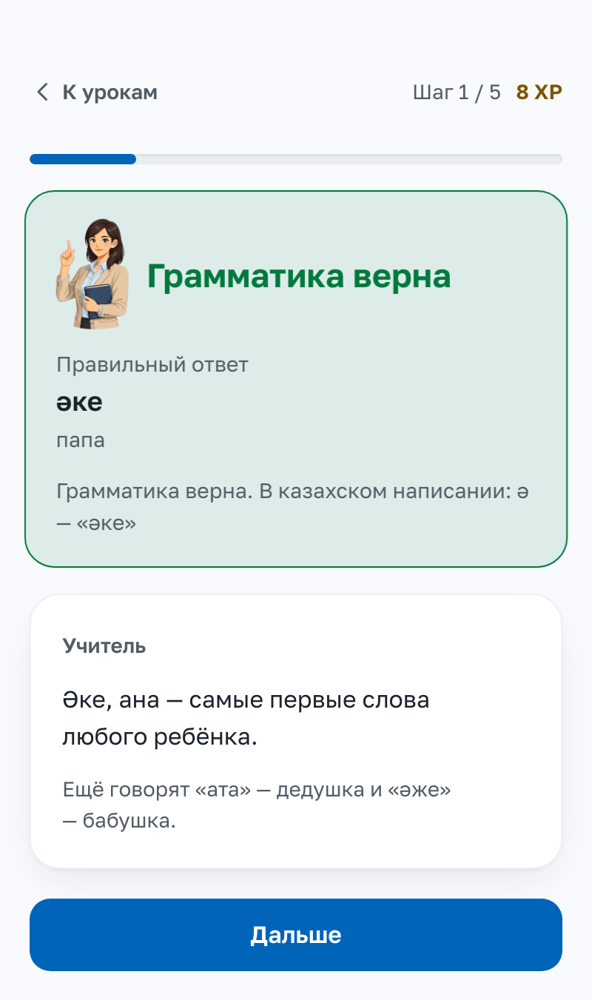 К урокам
Шаг 1 / 5 8 XP
Грамматика верна
Правильный ответ
әке
папа
Грамматика верна. В казахском написании: ә
— «әке»
Учитель
Әке, ана — самые первые слова
любого ребёнка.
Ещё говорят «ата» — дедушка и «әже»
— бабушка.
Дальше